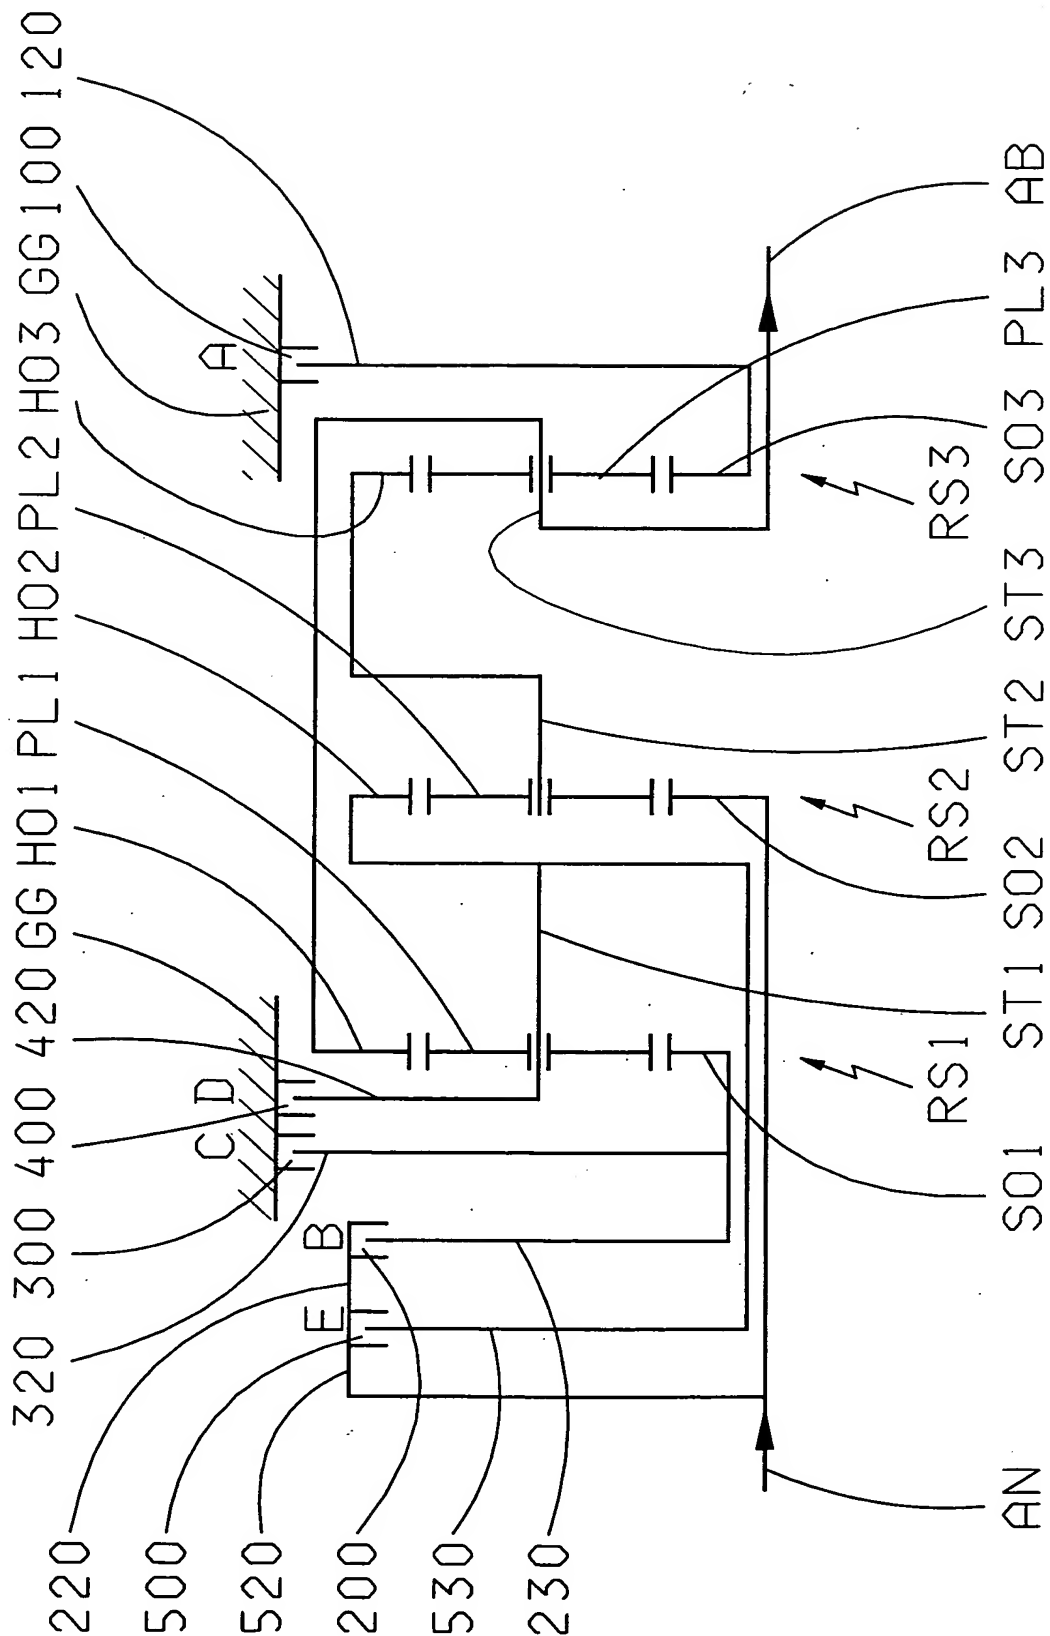 320 300 400 420 GG HO1 PL1 HO2 PL2 HO3 GG 100 120
C D
A
E B
220
500
520
200
530
230
RS1 RS2 RS3
AN SO1 ST1 SO2 ST2 ST3 SO3 PL3 AB